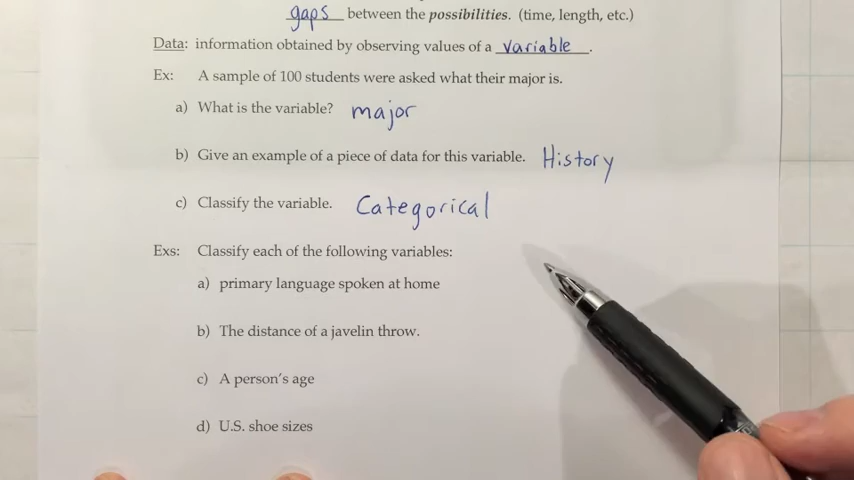 gaps between the possibilities. (time, length, etc.)
Data: information obtained by observing values of a variable.
Ex: A sample of 100 students were asked what their major is.
a) What is the variable? major
b) Give an example of a piece of data for this variable. History
c) Classify the variable. Categorical
Exs: Classify each of the following variables:
a) primary language spoken at home
b) The distance of a javelin throw.
c) A person's age
d) U.S. shoe sizes